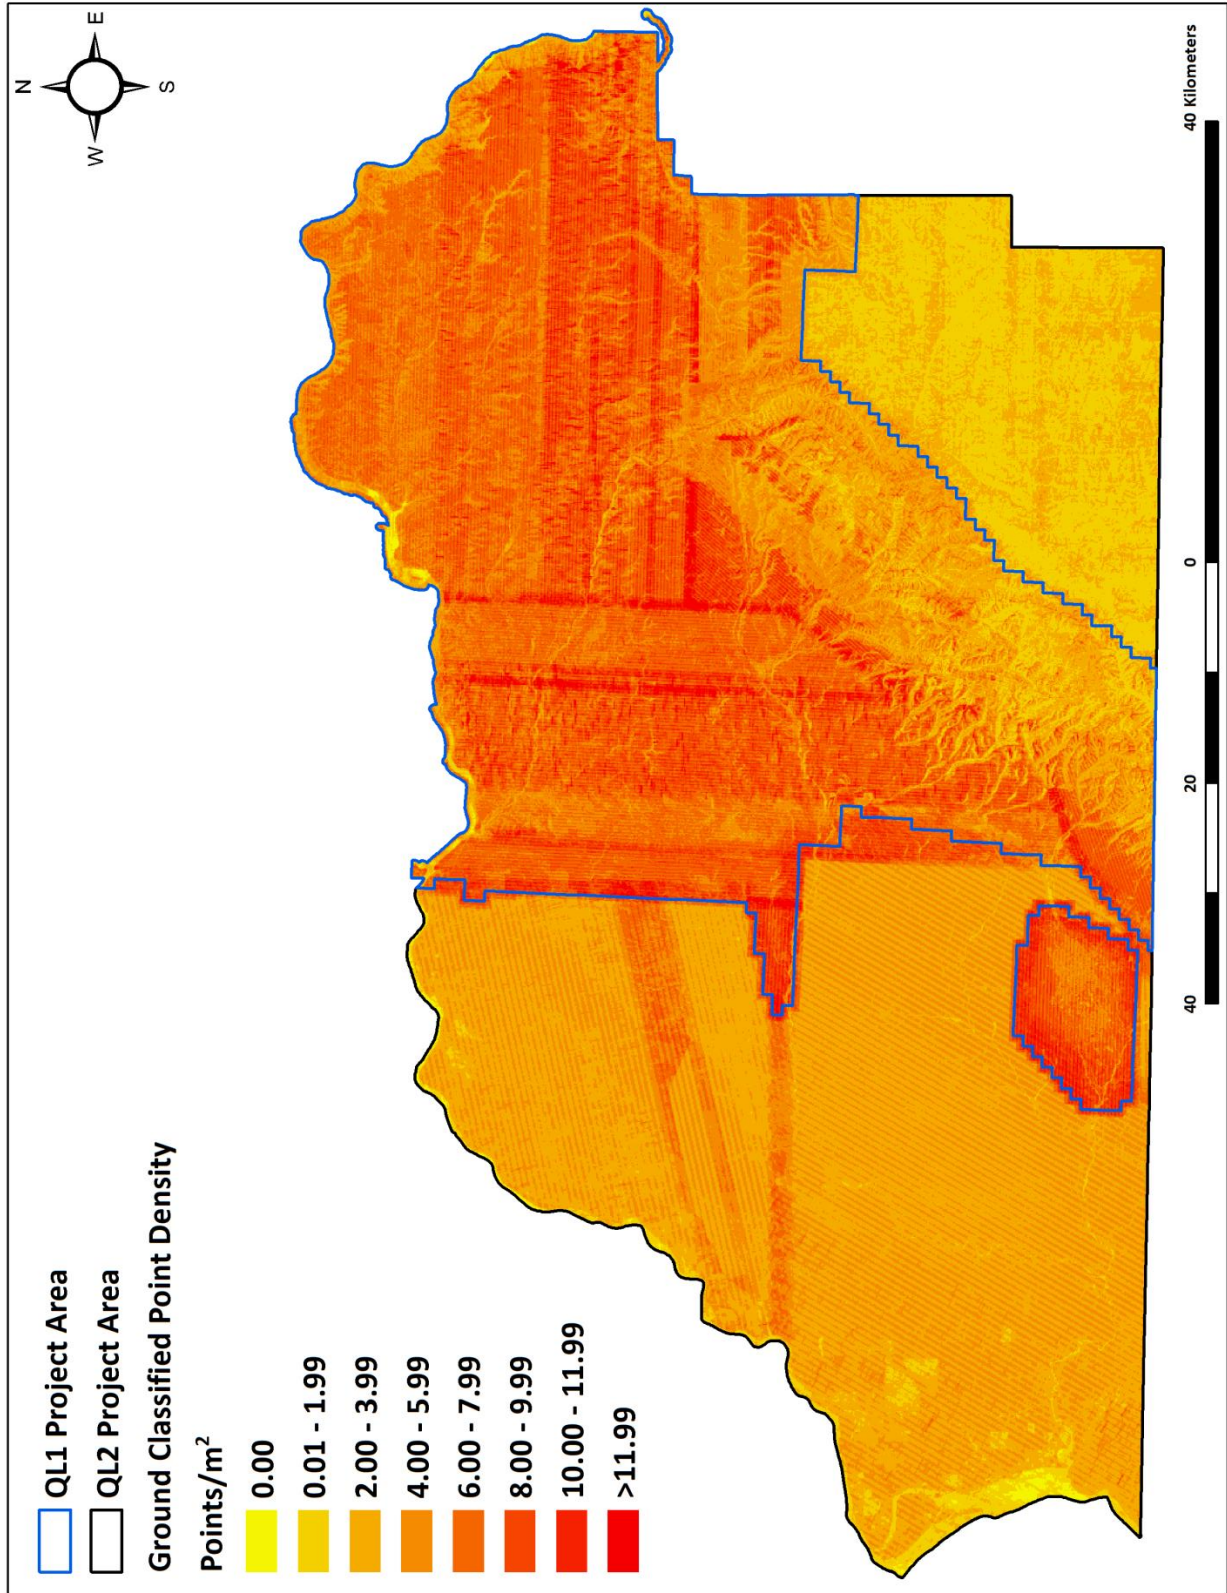 QL1 Project Area
QL2 Project Area
Ground Classified Point Density
Points/m²
0.00
0.01 - 1.99
2.00 - 3.99
4.00 - 5.99
6.00 - 7.99
8.00 - 9.99
10.00 - 11.99
>11.99
N
W
E
S
40
20
0
40 Kilometers